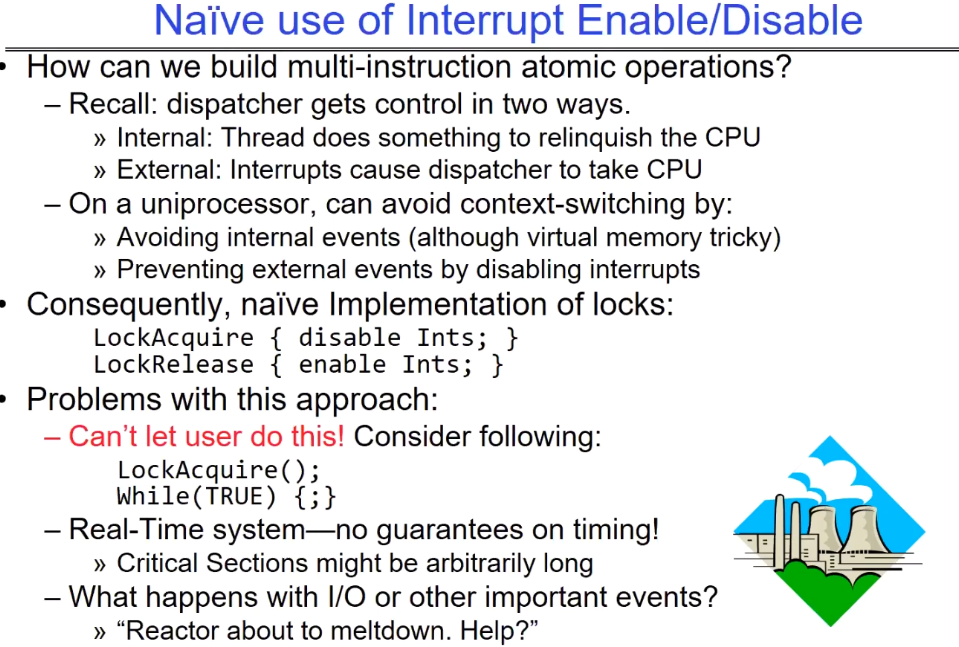 Naïve use of Interrupt Enable/Disable
• How can we build multi-instruction atomic operations?
– Recall: dispatcher gets control in two ways.
» Internal: Thread does something to relinquish the CPU
» External: Interrupts cause dispatcher to take CPU
– On a uniprocessor, can avoid context-switching by:
» Avoiding internal events (although virtual memory tricky)
» Preventing external events by disabling interrupts
• Consequently, naïve Implementation of locks:
LockAcquire { disable Ints; }
LockRelease { enable Ints; }
• Problems with this approach:
– Can't let user do this! Consider following:
LockAcquire();
While(TRUE) {;}
– Real-Time system—no guarantees on timing!
» Critical Sections might be arbitrarily long
– What happens with I/O or other important events?
» “Reactor about to meltdown. Help?”